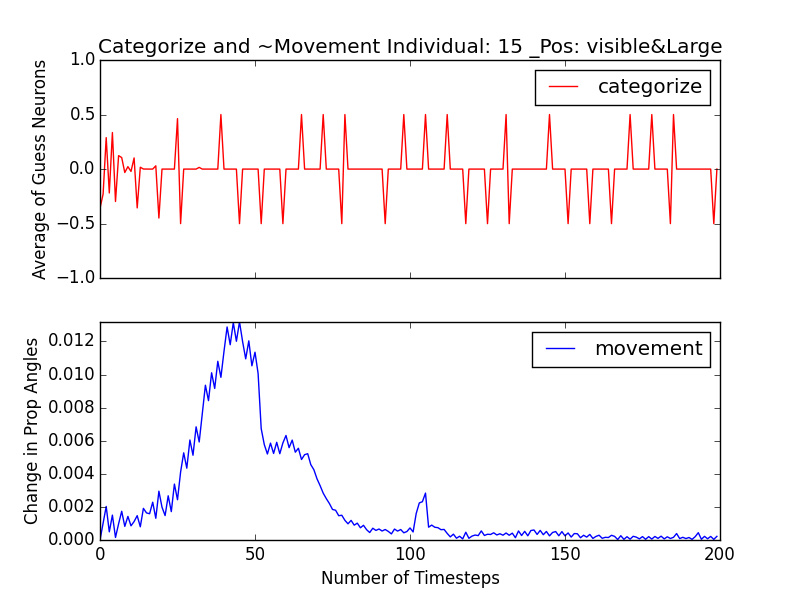 Categorize and ~Movement Individual: 15 _Pos: visible&Large
1.0
0.5
0.0
−0.5
−1.0
Average of Guess Neurons
categorize
0
50
100
150
200
0.012
0.010
0.008
0.006
0.004
0.002
0.000
Change in Prop Angles
movement
Number of Timesteps